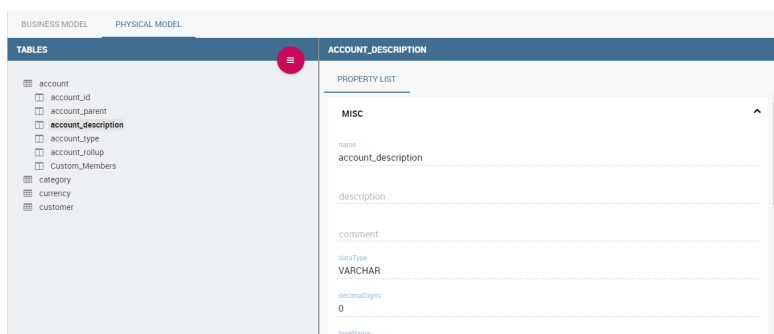 BUSINESS MODEL PHYSICAL MODEL
TABLES
account
account_id
account_parent
account_description
account_type
account_rollup
Custom_Members
category
currency
customer
ACCOUNT_DESCRIPTION
PROPERTY LIST
MISC
name
account_description
description
comment
dataType
VARCHAR
decimalDigits
0
typeName